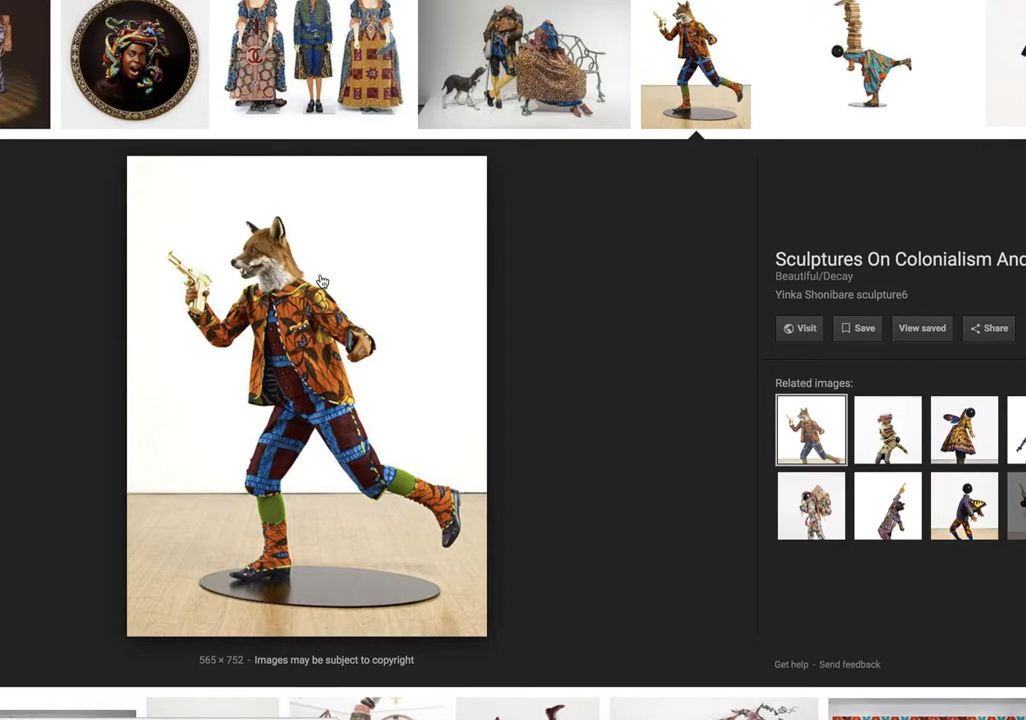 Sculptures On Colonialism And
Beautiful/Decay
Yinka Shonibare sculpture6
Visit
Save
View saved
Share
Related images:
565 × 752 - Images may be subject to copyright
Get help - Send feedback